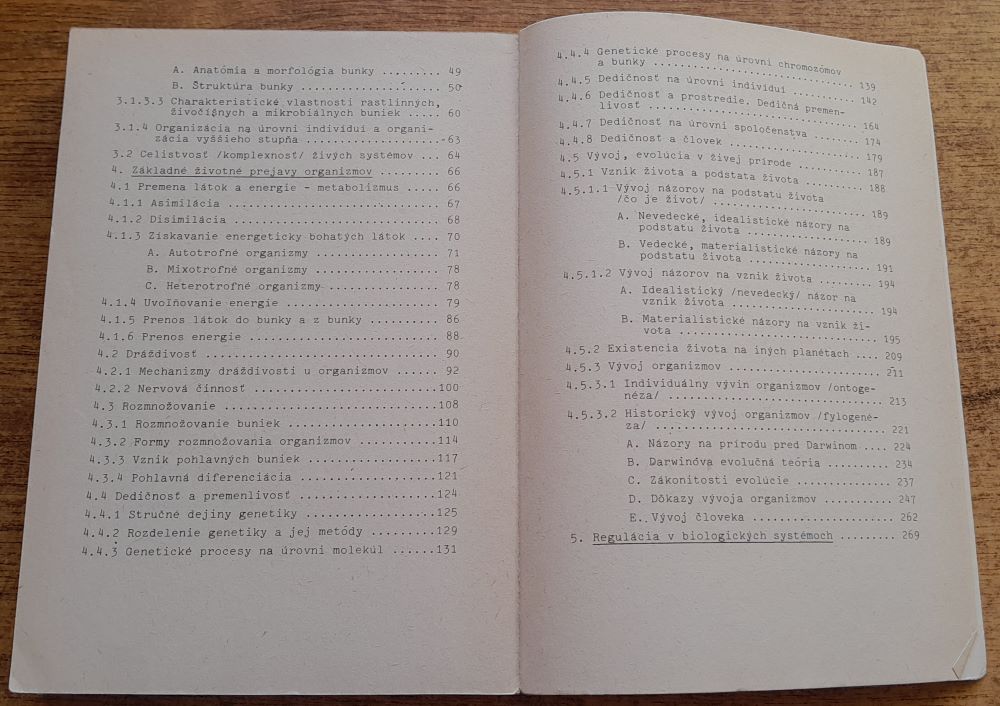 A. Anatómia a morfológia bunky ......... 49
B. Štruktúra bunky ..................... 50
3.1.3.3 Charakteristické vlastnosti rastlinných,
živočíšnych a mikrobiálnych buniek .... 60
3.1.4 Organizácia na úrovni indivíduí a organi-
zácia vyššieho stupňa .................. 63
3.2 Celistvosť /komplexnosť/ živých systémov ... 64
4. Základné životné prejavy organizmov ......... 66
4.1 Premena látok a energie - metabolizmus ..... 66
4.1.1 Asimilácia ............................... 67
4.1.2 Disimilácia .............................. 68
4.1.3 Získavanie energeticky bohatých látok .... 70
A. Autotrofné organizmy ................ 71
B. Mixotrofné organizmy ................ 78
C. Heterotrofné organizmy .............. 78
4.1.4 Uvoľňovanie energie ...................... 79
4.1.5 Prenos látok do bunky a z bunky .......... 86
4.1.6 Prenos energie ........................... 88
4.2 Dráždivosť ................................. 90
4.2.1 Mechanizmy dráždivosti u organizmov ...... 92
4.2.2 Nervová činnosť .......................... 100
4.3 Rozmnožovanie .............................. 108
4.3.1 Rozmnožovanie buniek ..................... 110
4.3.2 Formy rozmnožovania organizmov ........... 114
4.3.3 Vznik pohlavných buniek .................. 117
4.3.4 Pohlavná diferenciácia ................... 121
4.4 Dedičnosť a premenlivosť ................... 124
4.4.1 Stručné dejiny genetiky .................. 125
4.4.2 Rozdelenie genetiky a jej metódy ......... 129
4.4.3 Genetické procesy na úrovni molekúl ...... 131
4.4.4 Genetické procesy na úrovni chromozómov
a bunky ............................ 139
4.4.5 Dedičnosť na úrovni indivíduí .......... 142
4.4.6 Dedičnosť a prostredie. Dedičná premen-
livosť ............................. 164
4.4.7 Dedičnosť na úrovni spoločenstva ....... 174
4.4.8 Dedičnosť a človek ..................... 179
4.5 Vývoj, evolúcia v živej prírode .......... 187
4.5.1 Vznik života a podstata života ......... 188
4.5.1.1 Vývoj názorov na podstatu života
/čo je život/ ...................... 189
A. Nevedecké, idealistické názory na
podstatu života ................. 189
B. Vedecké, materialistické názory na
podstatu života ................. 191
4.5.1.2 Vývoj názorov na vznik života ........ 194
A. Idealistický /nevedecký/ názor na
vznik života .................... 194
B. Materialistické názory na vznik ži-
vota ............................ 195
4.5.2 Existencia života na iných planétach .... 209
4.5.3 Vývoj organizmov ....................... 211
4.5.3.1 Individuálny vývin organizmov /ontoge-
néza/ .............................. 213
4.5.3.2 Historický vývoj organizmov /fylogené-
za/ ................................ 221
A. Názory na prírodu pred Darwinom .... 224
B. Darwinova evolučná teória .......... 234
C. Zákonitosti evolúcie ............... 237
D. Dôkazy vývoja organizmov ........... 247
E. Vývoj človeka ...................... 262
5. Regulácia v biologických systémoch ......... 269